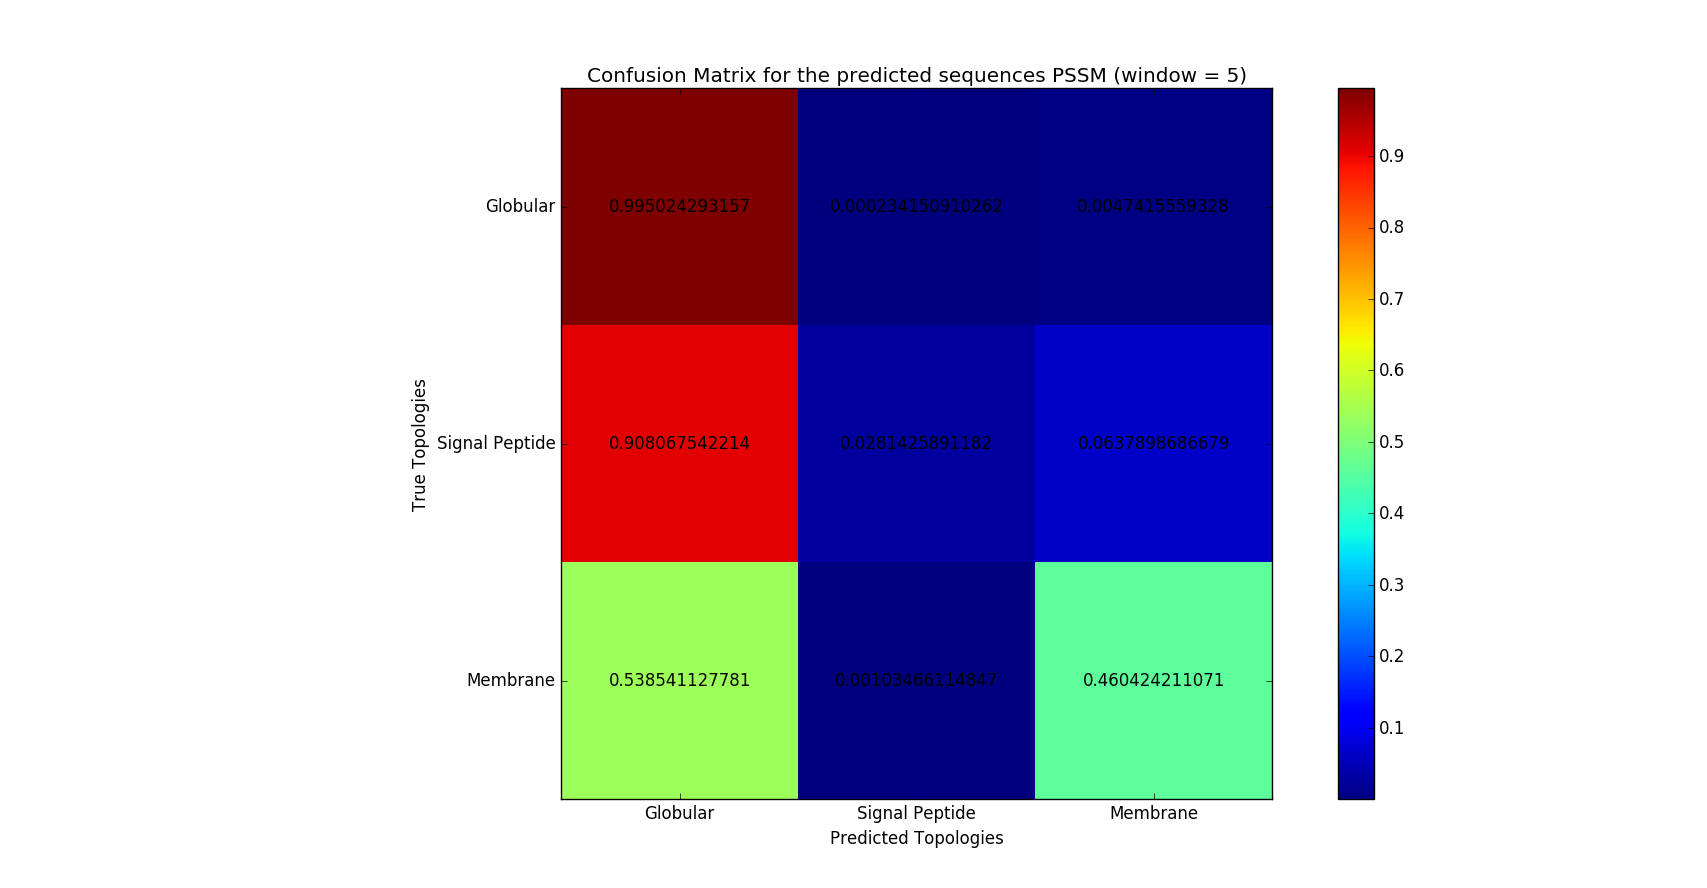 Confusion Matrix for the predicted sequences PSSM (window = 5)
Globular
0.995024293157
0.000234150910262
0.0047415559328
Signal Peptide
0.908067542214
0.0281425891182
0.0637898686679
Membrane
0.538541127781
0.00103466114847
0.460424211071
True Topologies
Globular
Signal Peptide
Membrane
Predicted Topologies
0.9
0.8
0.7
0.6
0.5
0.4
0.3
0.2
0.1